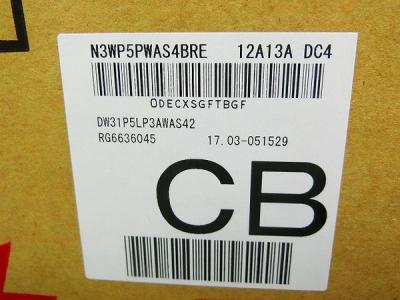 N3WP5PWAS4BRE 12A13A DC4
ODECXSGFTBGF
DW31P5LP3AWAS42
RG6636045 17.03-051529
CB